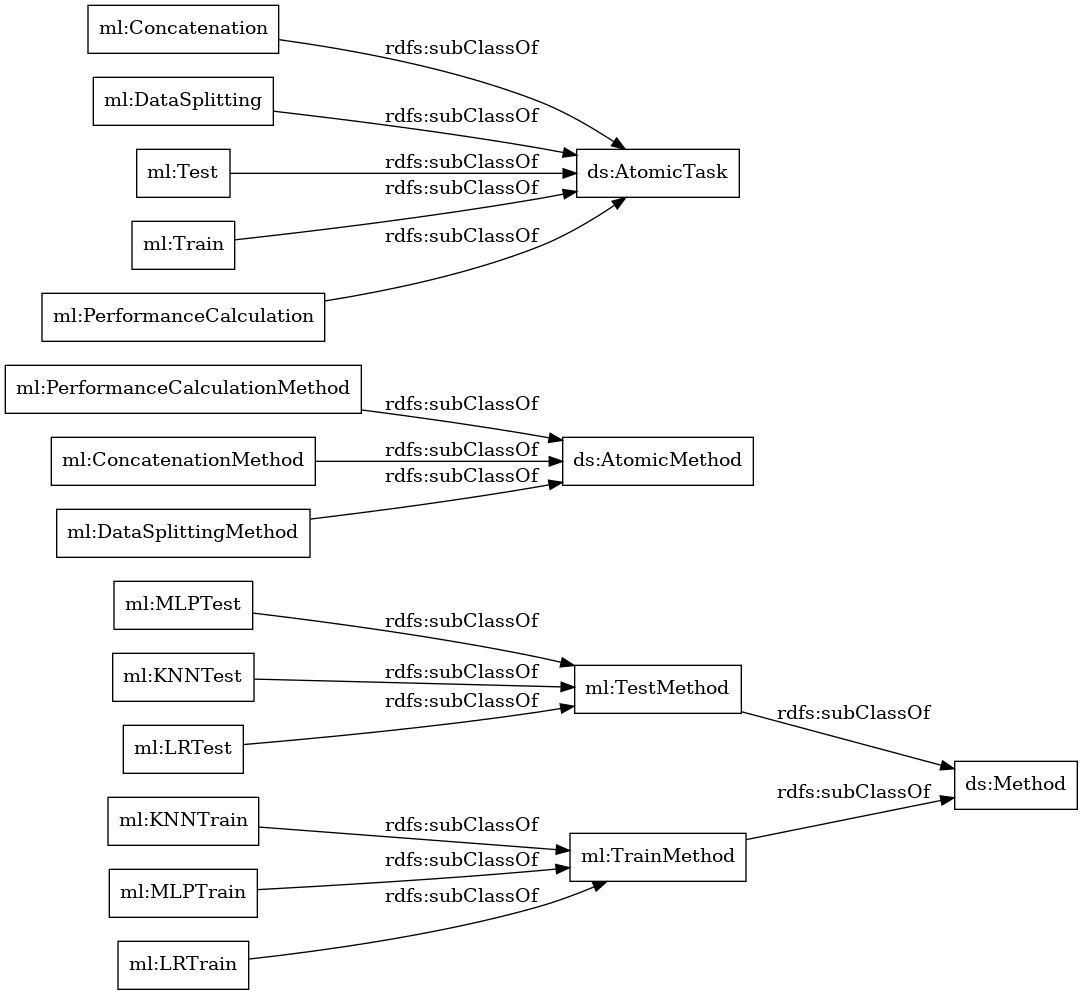 ml:Concatenation
rdfs:subClassOf
ml:DataSplitting
rdfs:subClassOf
ml:Test
rdfs:subClassOf
ds:AtomicTask
rdfs:subClassOf
ml:Train
rdfs:subClassOf
ml:PerformanceCalculation
ml:PerformanceCalculationMethod
rdfs:subClassOf
ml:ConcatenationMethod
rdfs:subClassOf
ds:AtomicMethod
rdfs:subClassOf
ml:DataSplittingMethod
ml:MLPTest
rdfs:subClassOf
ml:KNNTest
rdfs:subClassOf
ml:TestMethod
rdfs:subClassOf
ml:LRTest
rdfs:subClassOf
ds:Method
rdfs:subClassOf
ml:KNNTrain
rdfs:subClassOf
ml:TrainMethod
rdfs:subClassOf
ml:MLPTrain
rdfs:subClassOf
ml:LRTrain